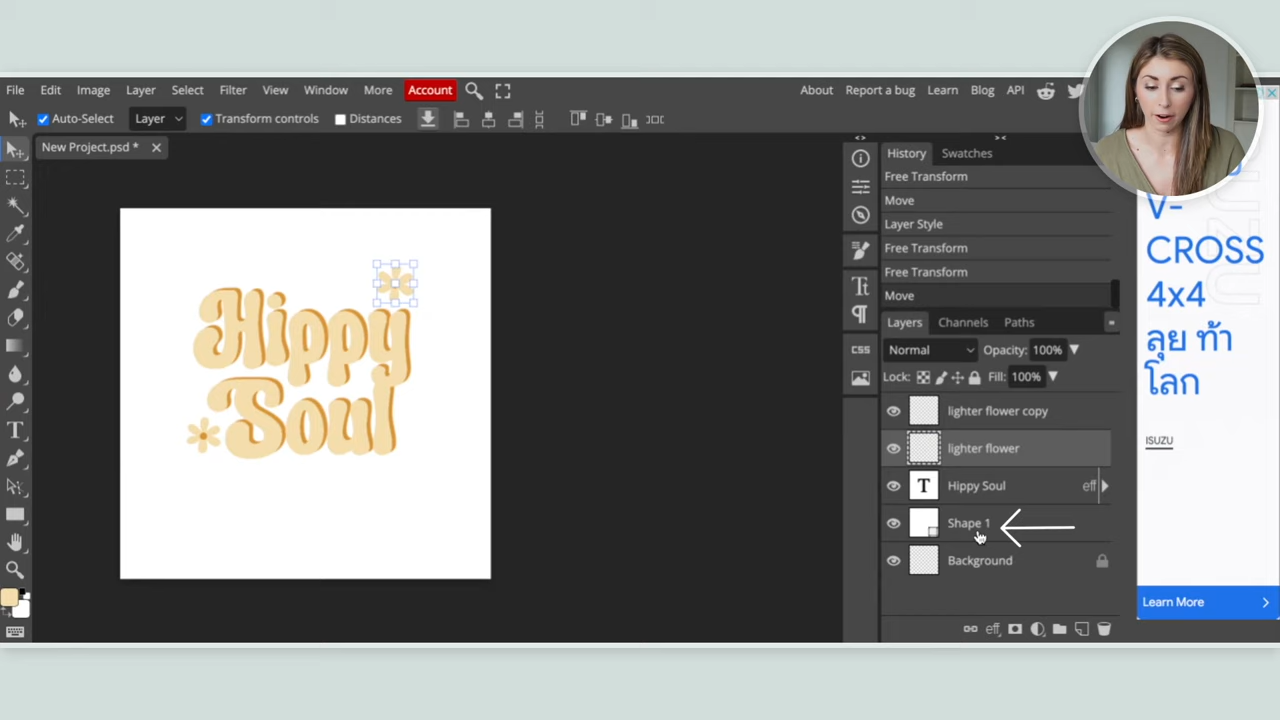 File Edit Image Layer Select Filter View Window More Account About Report a bug Learn Blog API
Auto-Select Layer Transform controls Distances
New Project.psd *
History Swatches
Free Transform
Move
Layer Style
Free Transform
Free Transform
Move
Layers Channels Paths
Normal Opacity: 100%
Lock: Fill: 100%
lighter flower copy
lighter flower
T Hippy Soul eff
Shape 1
Background
eff
CSS
Hippy
Soul
V-
CROSS
4x4
ลุย ท้า
โลก
ISUZU
Learn More